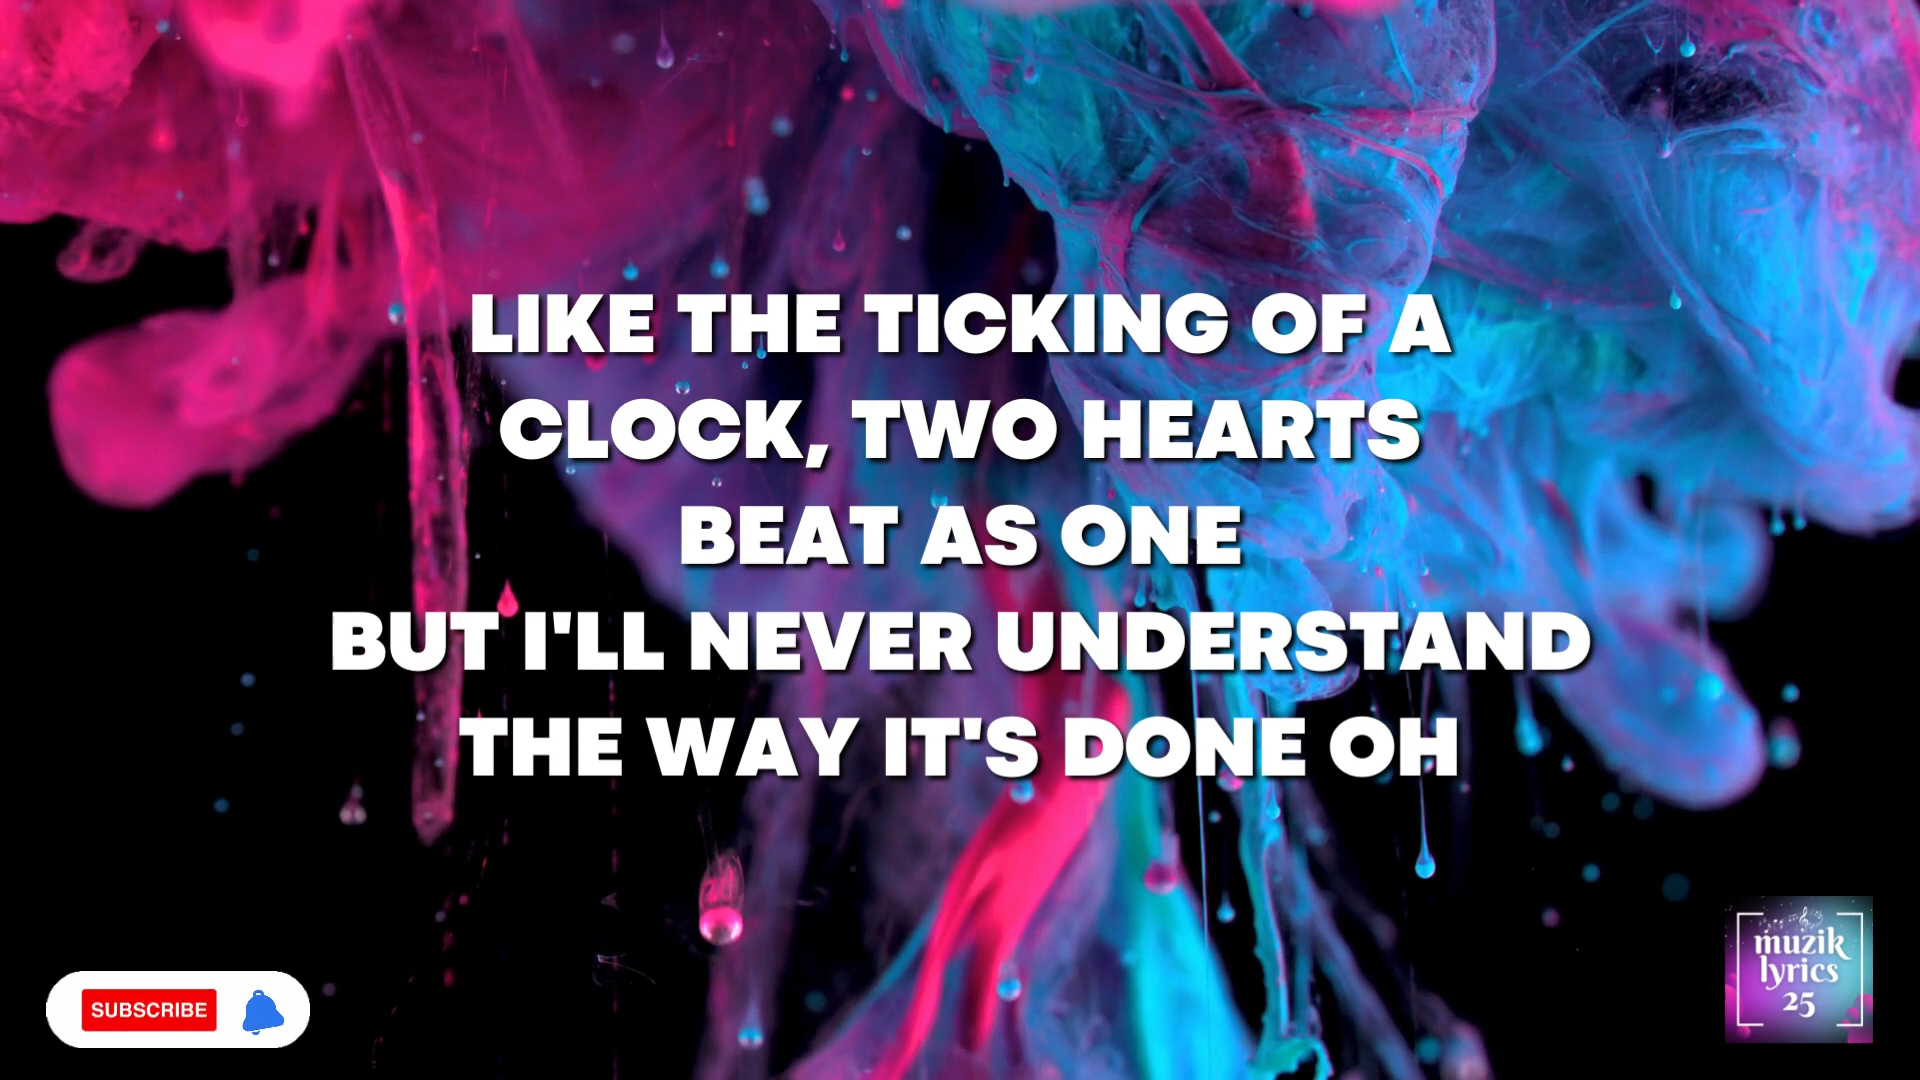 LIKE THE TICKING OF A
CLOCK, TWO HEARTS
BEAT AS ONE
BUT I'LL NEVER UNDERSTAND
THE WAY IT'S DONE OH
SUBSCRIBE
muzik
lyrics
25